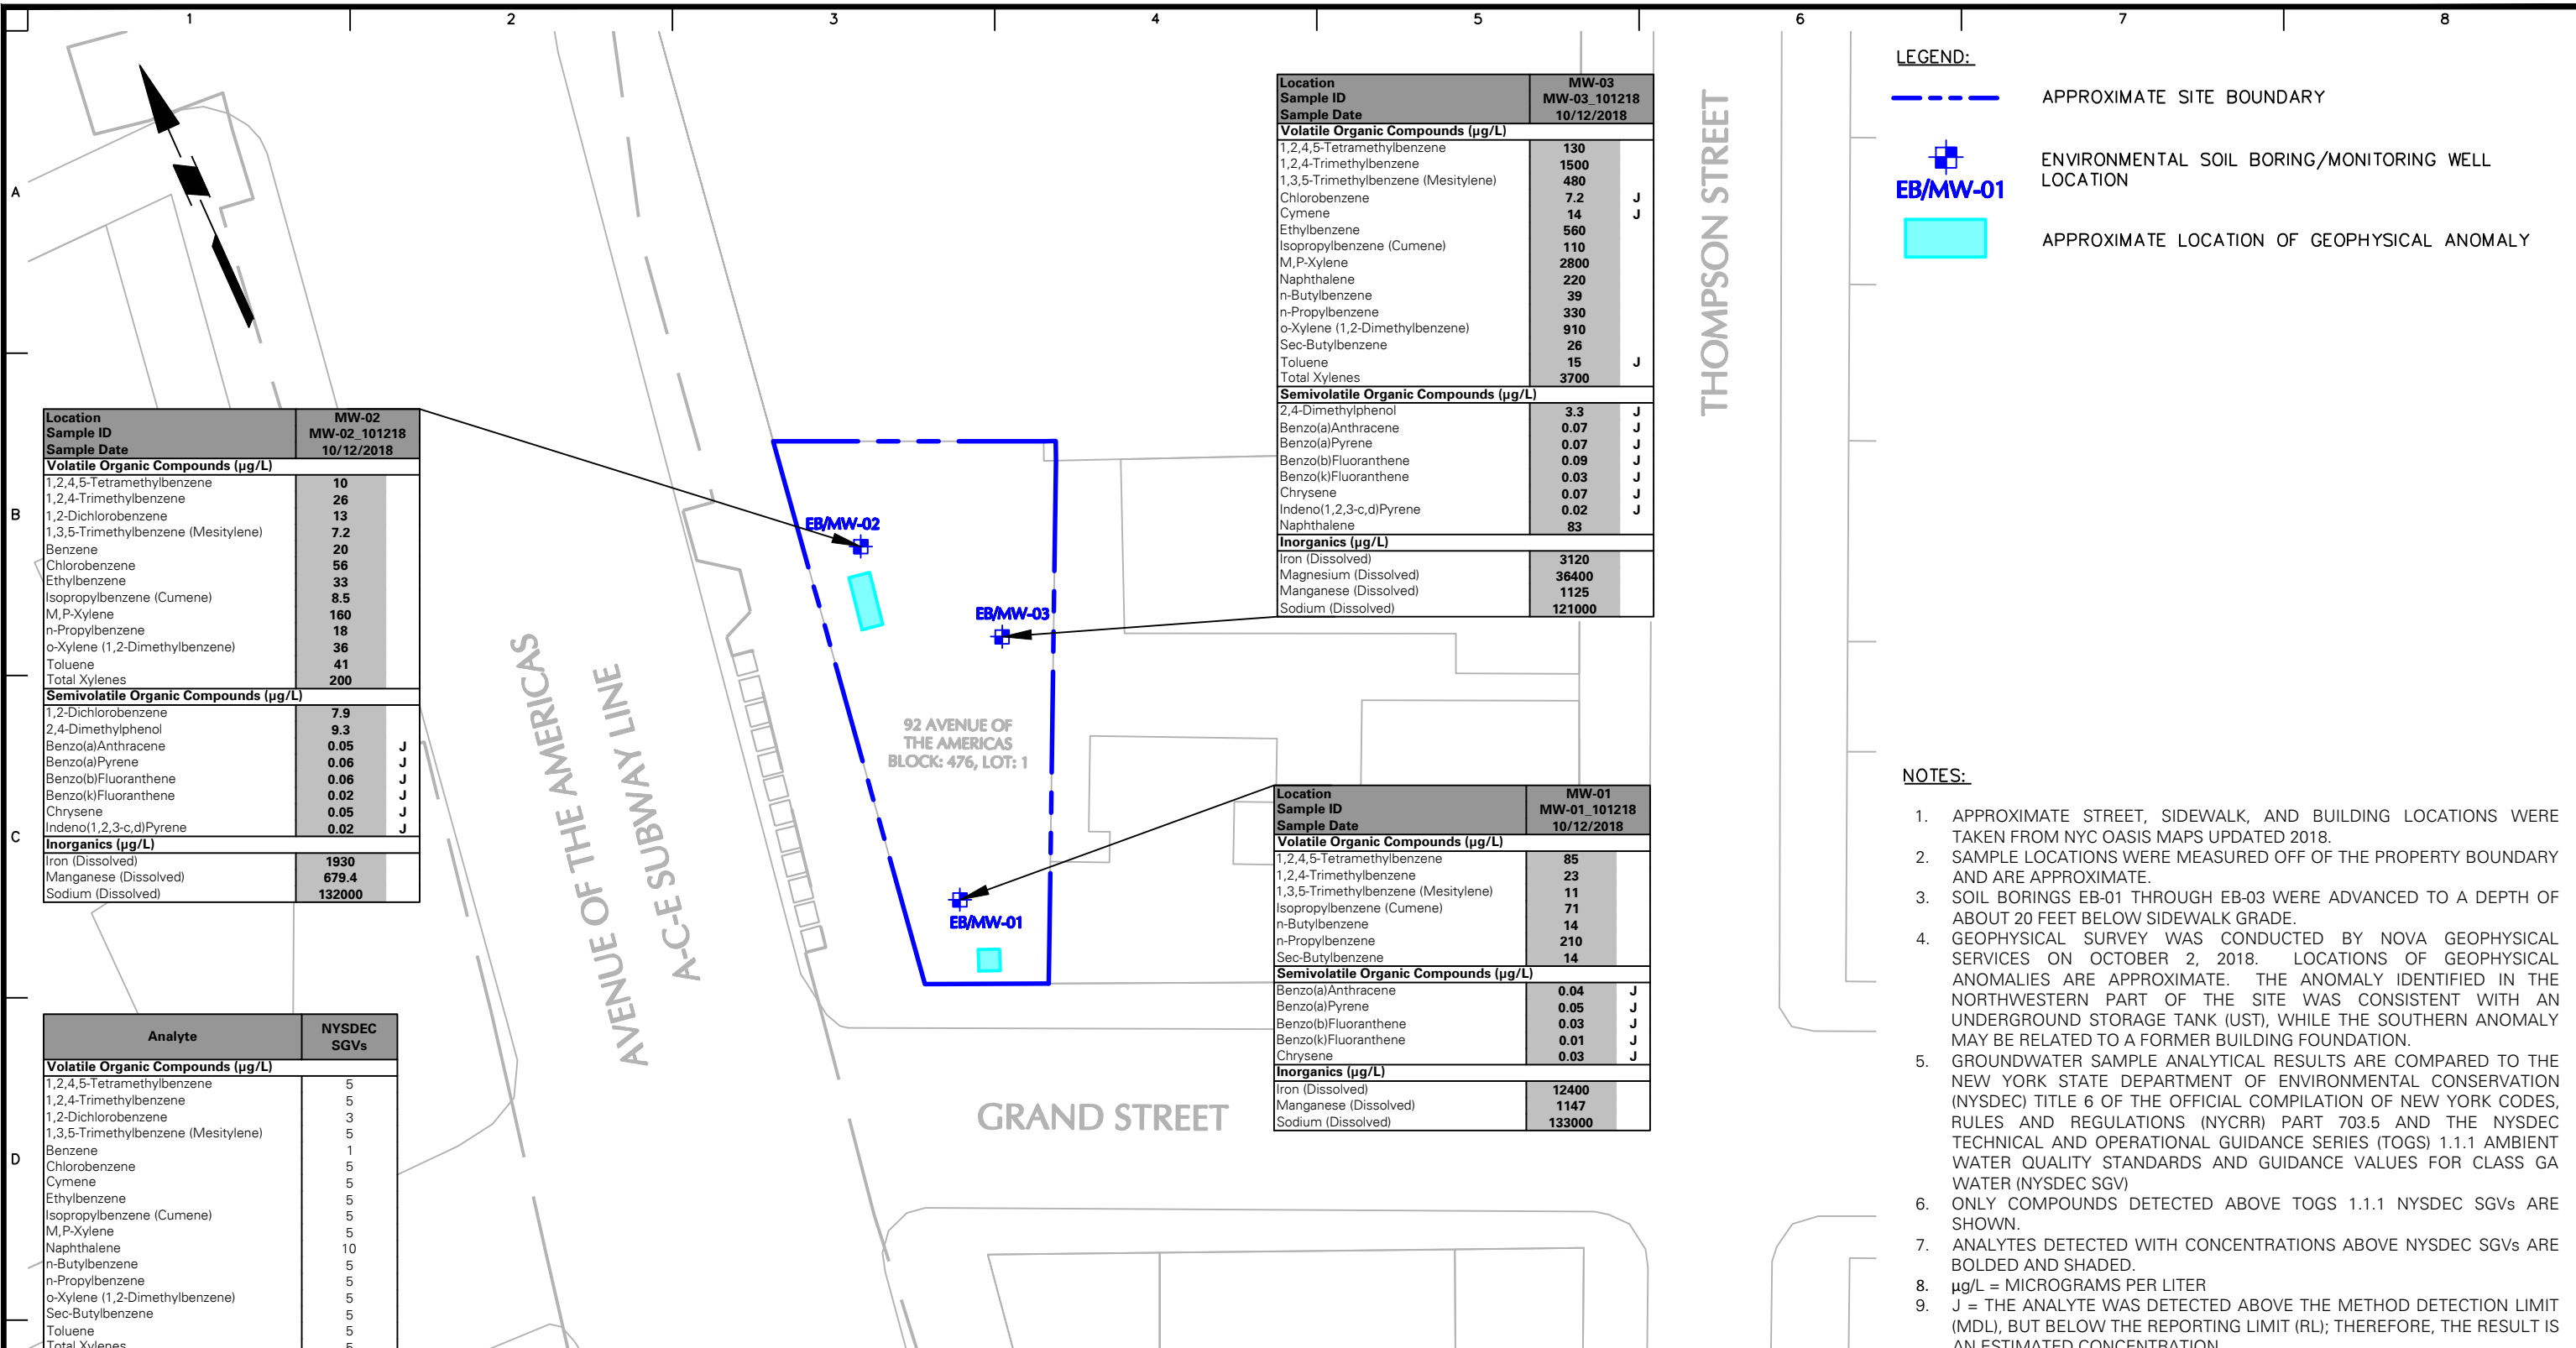 1 2 3 4 5 6 7 8
A
B
C
D
LEGEND:
APPROXIMATE SITE BOUNDARY
ENVIRONMENTAL SOIL BORING/MONITORING WELL
LOCATION
EB/MW-01
APPROXIMATE LOCATION OF GEOPHYSICAL ANOMALY
Location MW-03
Sample ID MW-03_101218
Sample Date 10/12/2018
Volatile Organic Compounds (µg/L)
1,2,4,5-Tetramethylbenzene 130
1,2,4-Trimethylbenzene 1500
1,3,5-Trimethylbenzene (Mesitylene) 480
Chlorobenzene 7.2 J
Cymene 14 J
Ethylbenzene 560
Isopropylbenzene (Cumene) 110
M,P-Xylene 2800
Naphthalene 220
n-Butylbenzene 39
n-Propylbenzene 330
o-Xylene (1,2-Dimethylbenzene) 910
Sec-Butylbenzene 26
Toluene 15 J
Total Xylenes 3700
Semivolatile Organic Compounds (µg/L)
2,4-Dimethylphenol 3.3 J
Benzo(a)Anthracene 0.07 J
Benzo(a)Pyrene 0.07 J
Benzo(b)Fluoranthene 0.09 J
Benzo(k)Fluoranthene 0.03 J
Chrysene 0.07 J
Indeno(1,2,3-c,d)Pyrene 0.02 J
Naphthalene 83
Inorganics (µg/L)
Iron (Dissolved) 3120
Magnesium (Dissolved) 36400
Manganese (Dissolved) 1125
Sodium (Dissolved) 121000
THOMPSON STREET
Location MW-02
Sample ID MW-02_101218
Sample Date 10/12/2018
Volatile Organic Compounds (µg/L)
1,2,4,5-Tetramethylbenzene 10
1,2,4-Trimethylbenzene 26
1,2-Dichlorobenzene 13
1,3,5-Trimethylbenzene (Mesitylene) 7.2
Benzene 20
Chlorobenzene 56
Ethylbenzene 33
Isopropylbenzene (Cumene) 8.5
M,P-Xylene 160
n-Propylbenzene 18
o-Xylene (1,2-Dimethylbenzene) 36
Toluene 41
Total Xylenes 200
Semivolatile Organic Compounds (µg/L)
1,2-Dichlorobenzene 7.9
2,4-Dimethylphenol 9.3
Benzo(a)Anthracene 0.05 J
Benzo(a)Pyrene 0.06 J
Benzo(b)Fluoranthene 0.06 J
Benzo(k)Fluoranthene 0.02 J
Chrysene 0.05 J
Indeno(1,2,3-c,d)Pyrene 0.02 J
Inorganics (µg/L)
Iron (Dissolved) 1930
Manganese (Dissolved) 679.4
Sodium (Dissolved) 132000
EB/MW-02
EB/MW-03
92 AVENUE OF
THE AMERICAS
BLOCK: 476, LOT: 1
EB/MW-01
AVENUE OF THE AMERICAS
A-C-E SUBWAY LINE
GRAND STREET
Location MW-01
Sample ID MW-01_101218
Sample Date 10/12/2018
Volatile Organic Compounds (µg/L)
1,2,4,5-Tetramethylbenzene 85
1,2,4-Trimethylbenzene 23
1,3,5-Trimethylbenzene (Mesitylene) 11
Isopropylbenzene (Cumene) 71
n-Butylbenzene 14
n-Propylbenzene 210
Sec-Butylbenzene 14
Semivolatile Organic Compounds (µg/L)
Benzo(a)Anthracene 0.04 J
Benzo(a)Pyrene 0.05 J
Benzo(b)Fluoranthene 0.03 J
Benzo(k)Fluoranthene 0.01 J
Chrysene 0.03 J
Inorganics (µg/L)
Iron (Dissolved) 12400
Manganese (Dissolved) 1147
Sodium (Dissolved) 133000
Analyte NYSDEC
SGVs
Volatile Organic Compounds (µg/L)
1,2,4,5-Tetramethylbenzene 5
1,2,4-Trimethylbenzene 5
1,2-Dichlorobenzene 3
1,3,5-Trimethylbenzene (Mesitylene) 5
Benzene 1
Chlorobenzene 5
Cymene 5
Ethylbenzene 5
Isopropylbenzene (Cumene) 5
M,P-Xylene 5
Naphthalene 10
n-Butylbenzene 5
n-Propylbenzene 5
o-Xylene (1,2-Dimethylbenzene) 5
Sec-Butylbenzene 5
Toluene 5
Total Xylenes 5
NOTES:
1. APPROXIMATE STREET, SIDEWALK, AND BUILDING LOCATIONS WERE
TAKEN FROM NYC OASIS MAPS UPDATED 2018.
2. SAMPLE LOCATIONS WERE MEASURED OFF OF THE PROPERTY BOUNDARY
AND ARE APPROXIMATE.
3. SOIL BORINGS EB-01 THROUGH EB-03 WERE ADVANCED TO A DEPTH OF
ABOUT 20 FEET BELOW SIDEWALK GRADE.
4. GEOPHYSICAL SURVEY WAS CONDUCTED BY NOVA GEOPHYSICAL
SERVICES ON OCTOBER 2, 2018. LOCATIONS OF GEOPHYSICAL
ANOMALIES ARE APPROXIMATE. THE ANOMALY IDENTIFIED IN THE
NORTHWESTERN PART OF THE SITE WAS CONSISTENT WITH AN
UNDERGROUND STORAGE TANK (UST), WHILE THE SOUTHERN ANOMALY
MAY BE RELATED TO A FORMER BUILDING FOUNDATION.
5. GROUNDWATER SAMPLE ANALYTICAL RESULTS ARE COMPARED TO THE
NEW YORK STATE DEPARTMENT OF ENVIRONMENTAL CONSERVATION
(NYSDEC) TITLE 6 OF THE OFFICIAL COMPILATION OF NEW YORK CODES,
RULES AND REGULATIONS (NYCRR) PART 703.5 AND THE NYSDEC
TECHNICAL AND OPERATIONAL GUIDANCE SERIES (TOGS) 1.1.1 AMBIENT
WATER QUALITY STANDARDS AND GUIDANCE VALUES FOR CLASS GA
WATER (NYSDEC SGV)
6. ONLY COMPOUNDS DETECTED ABOVE TOGS 1.1.1 NYSDEC SGVs ARE
SHOWN.
7. ANALYTES DETECTED WITH CONCENTRATIONS ABOVE NYSDEC SGVs ARE
BOLDED AND SHADED.
8. µg/L = MICROGRAMS PER LITER
9. J = THE ANALYTE WAS DETECTED ABOVE THE METHOD DETECTION LIMIT
(MDL), BUT BELOW THE REPORTING LIMIT (RL); THEREFORE, THE RESULT IS
AN ESTIMATED CONCENTRATION